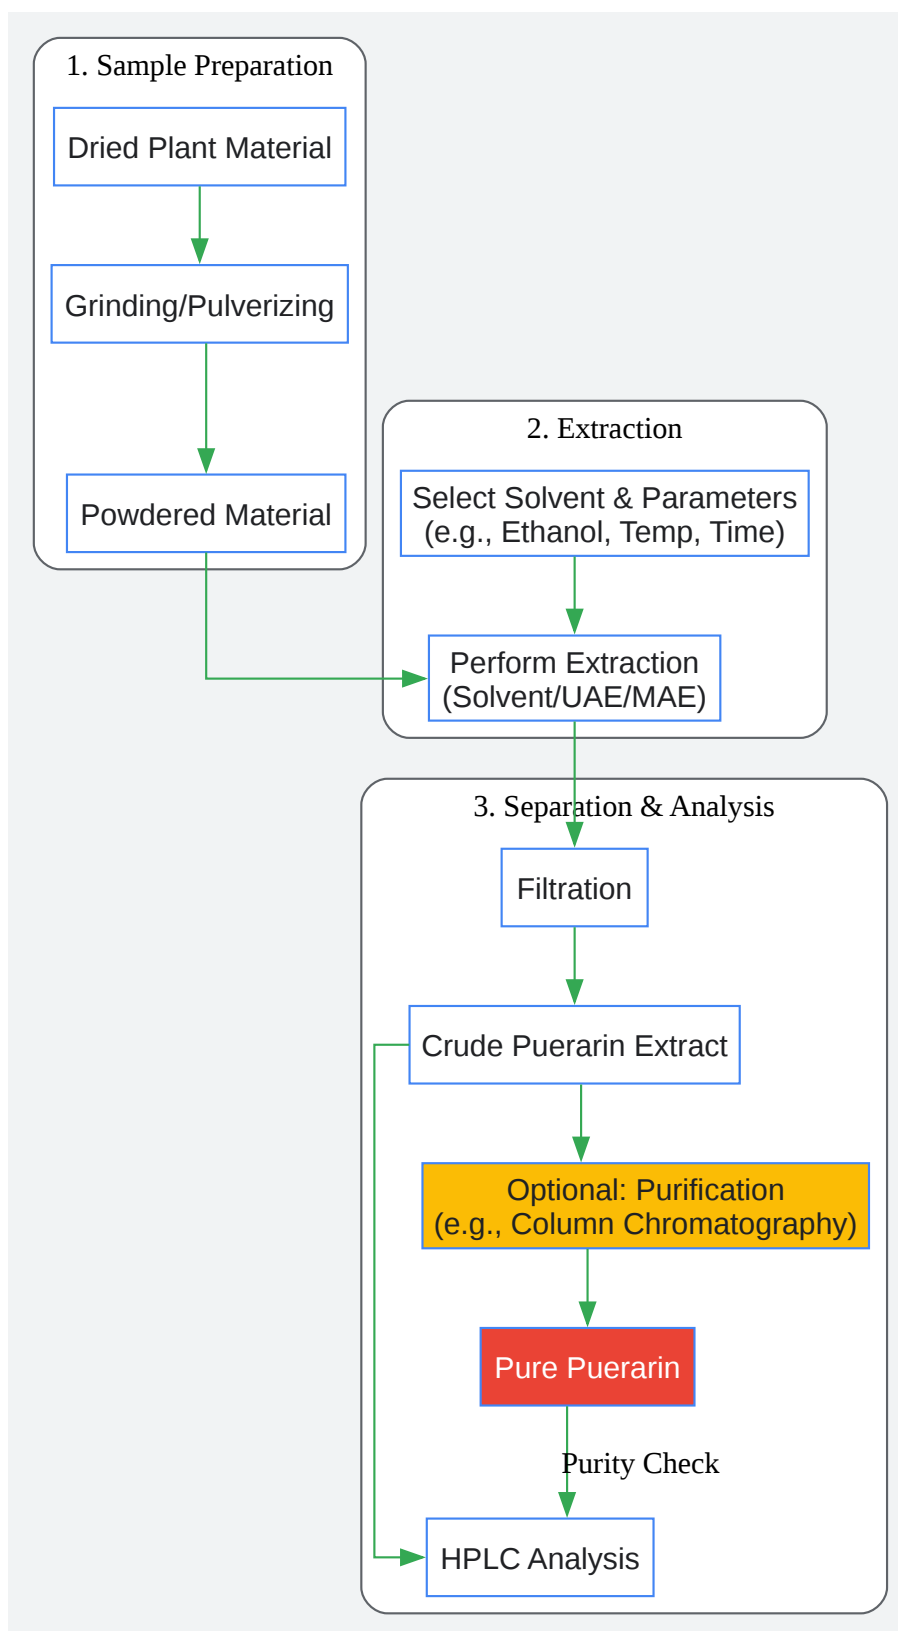 1. Sample Preparation
Dried Plant Material
Grinding/Pulverizing
Powdered Material
2. Extraction
Select Solvent & Parameters
(e.g., Ethanol, Temp, Time)
Perform Extraction
(Solvent/UAE/MAE)
3. Separation & Analysis
Filtration
Crude Puerarin Extract
Optional: Purification
(e.g., Column Chromatography)
Pure Puerarin
Purity Check
HPLC Analysis